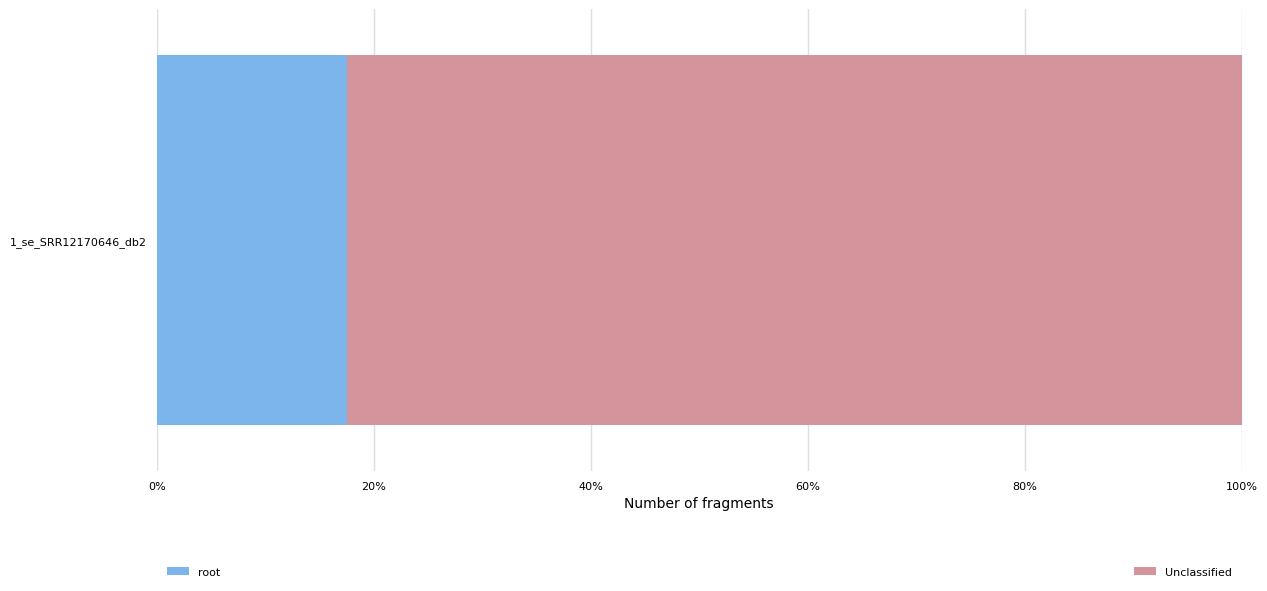 1_se_SRR12170646_db2
0% 20% 40% 60% 80% 100%
Number of fragments
root Unclassified